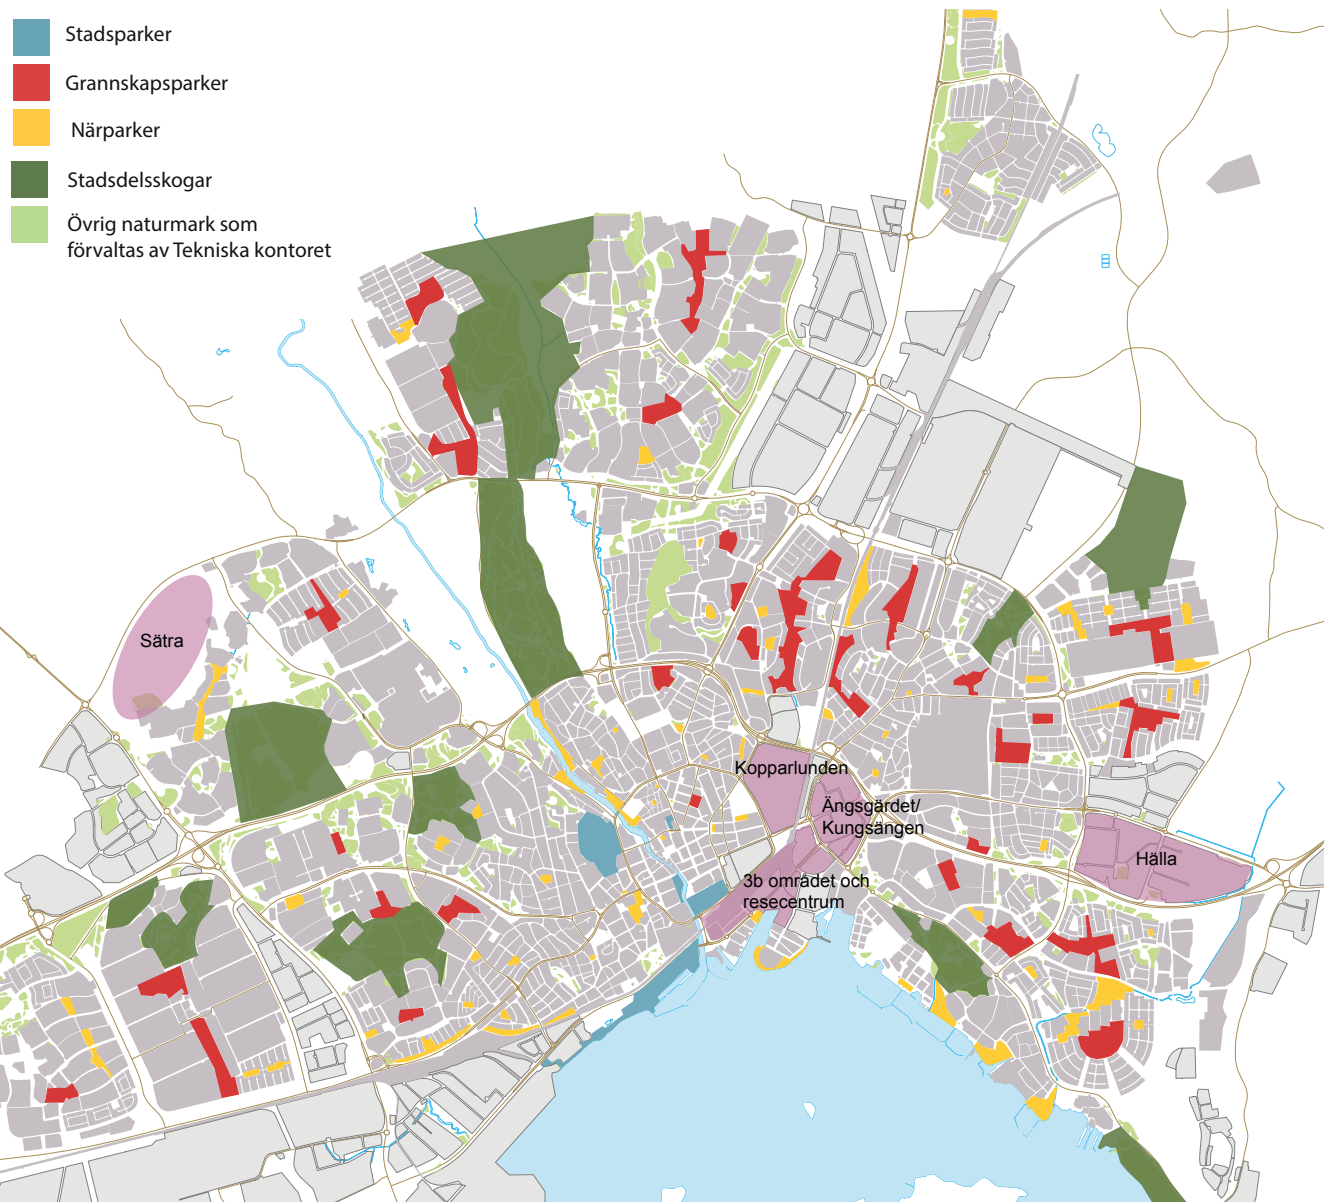 Stadsparker
Grannskapsparker
Närparker
Stadsdelsskogar
Övrig naturmark som
förvaltas av Tekniska kontoret
Sätra
Kopparlunden
Ängsgärdet/
Kungsängen
Hälla
3b området och
resecentrum